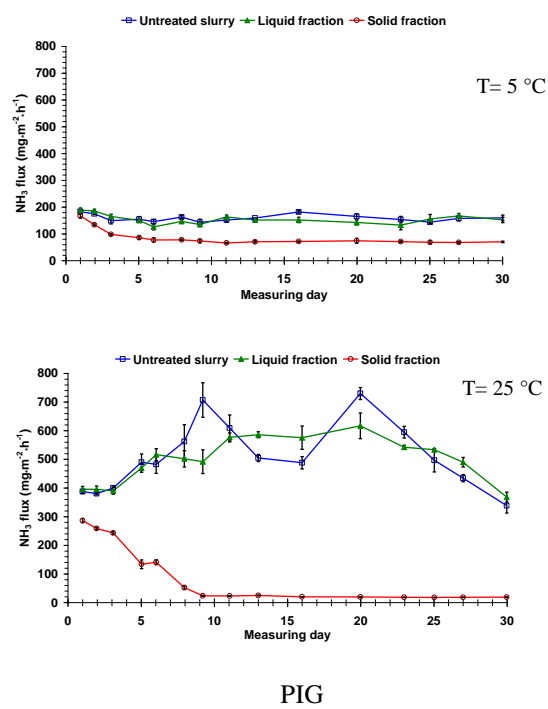 Untreated slurry Liquid fraction Solid fraction
T= 5 °C
NH3 flux (mg·m-2·h-1)
800
700
600
500
400
300
200
100
0
0 5 10 15 20 25 30
Measuring day
Untreated slurry Liquid fraction Solid fraction
T= 25 °C
NH3 flux (mg·m-2·h-1)
800
700
600
500
400
300
200
100
0
0 5 10 15 20 25 30
Measuring day
PIG